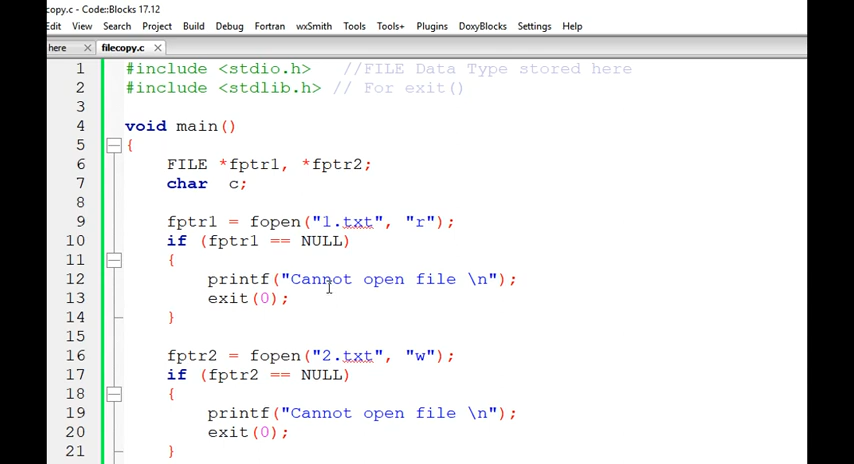 copy.c - Code::Blocks 17.12
Edit View Search Project Build Debug Fortran wxSmith Tools Tools+ Plugins DoxyBlocks Settings Help
here filecopy.c
1 #include <stdio.h> //FILE Data Type stored here
2 #include <stdlib.h> // For exit()
3
4 void main()
5 {
6 FILE *fptr1, *fptr2;
7 char c;
8
9 fptr1 = fopen("1.txt", "r");
10 if (fptr1 == NULL)
11 {
12 printf("Cannot open file \n");
13 exit(0);
14 }
15
16 fptr2 = fopen("2.txt", "w");
17 if (fptr2 == NULL)
18 {
19 printf("Cannot open file \n");
20 exit(0);
21 }